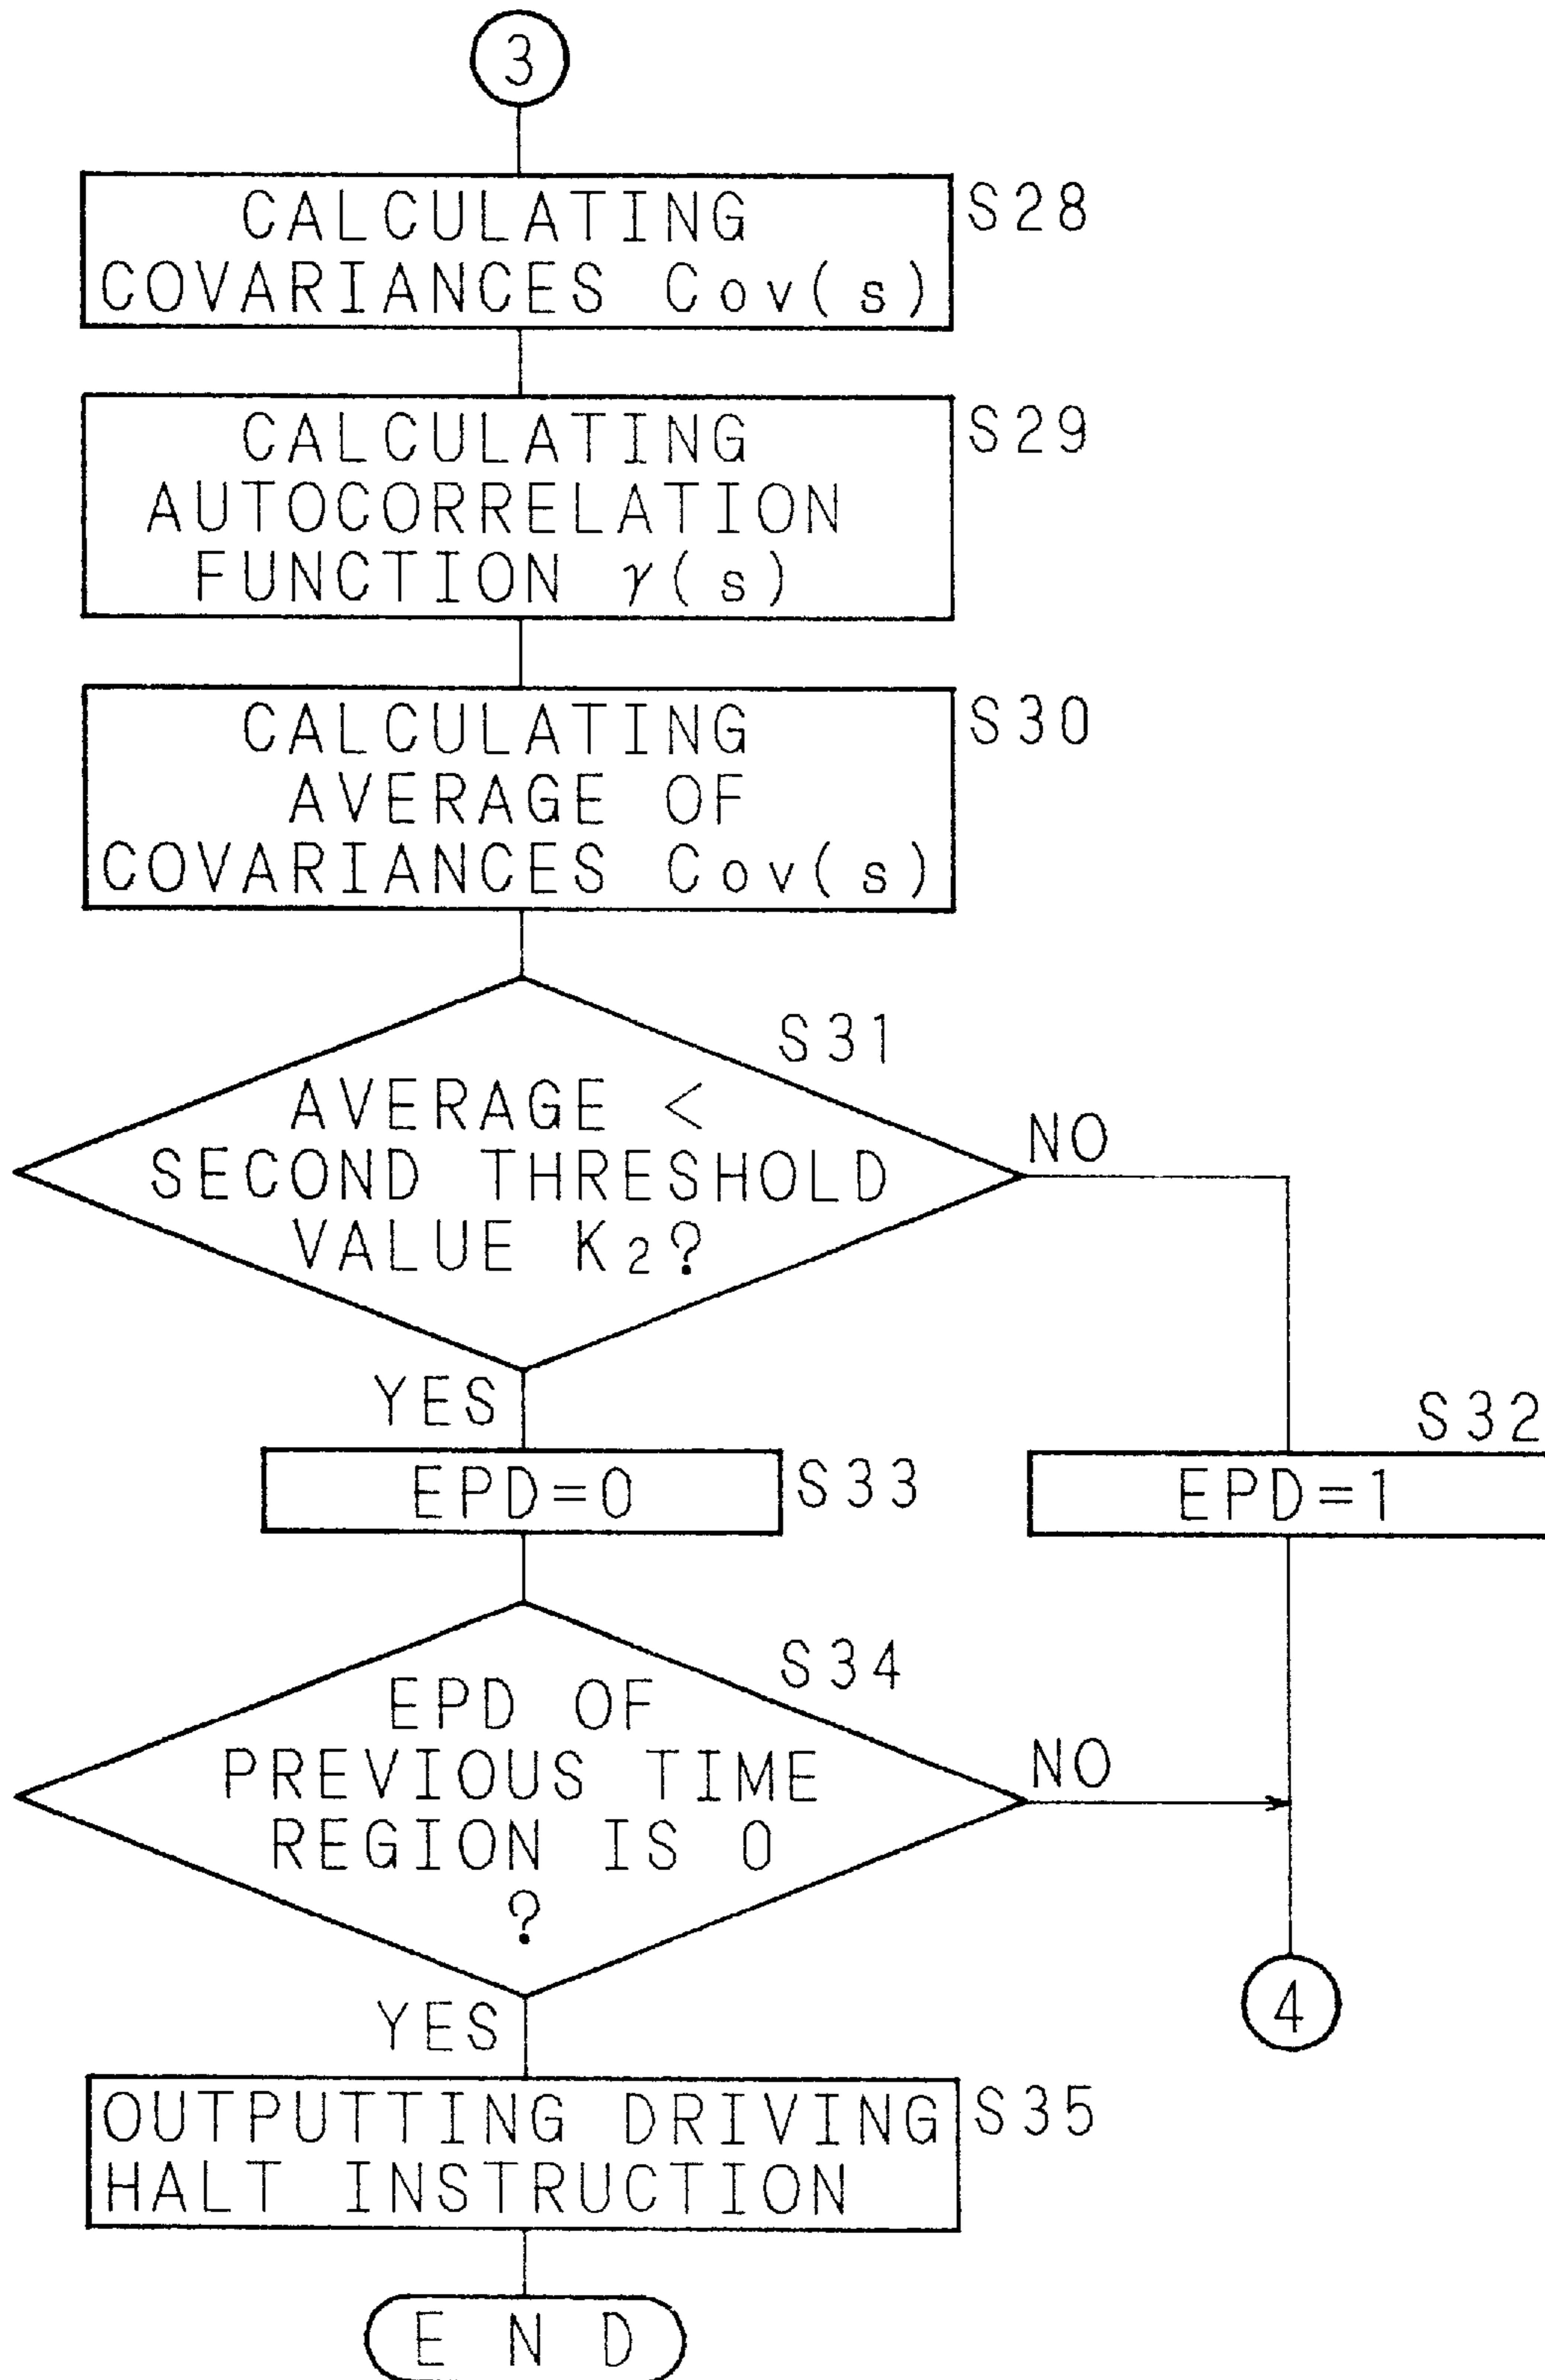 3
CALCULATING
COVARIANCES Cov(s)
S28
CALCULATING
AUTOCORRELATION
FUNCTION γ(s)
S29
CALCULATING
AVERAGE OF
COVARIANCES Cov(s)
S30
S31
AVERAGE <
SECOND THRESHOLD
VALUE K₂?
NO
YES
S32
EPD=1
EPD=0
S33
S34
EPD OF
PREVIOUS TIME
REGION IS 0
?
NO
4
YES
OUTPUTTING DRIVING
HALT INSTRUCTION
S35
END